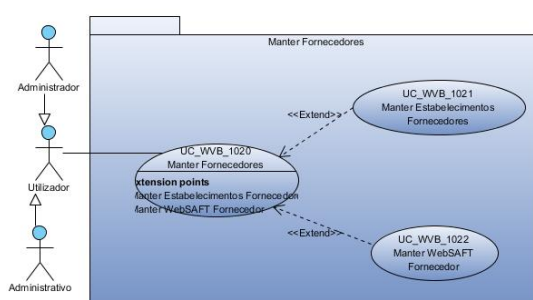 Manter Fornecedores
Administrador
UC_WVB_1021
Manter Estabelecimentos
Fornecedores
<<Extend>>
UC_WVB_1020
Manter Fornecedores
xtension points
Manter Estabelecimentos Fornecedor
Manter WebSAFT Fornecedor
Utilizador
<<Extend>>
UC_WVB_1022
Manter WebSAFT
Fornecedor
Administrativo